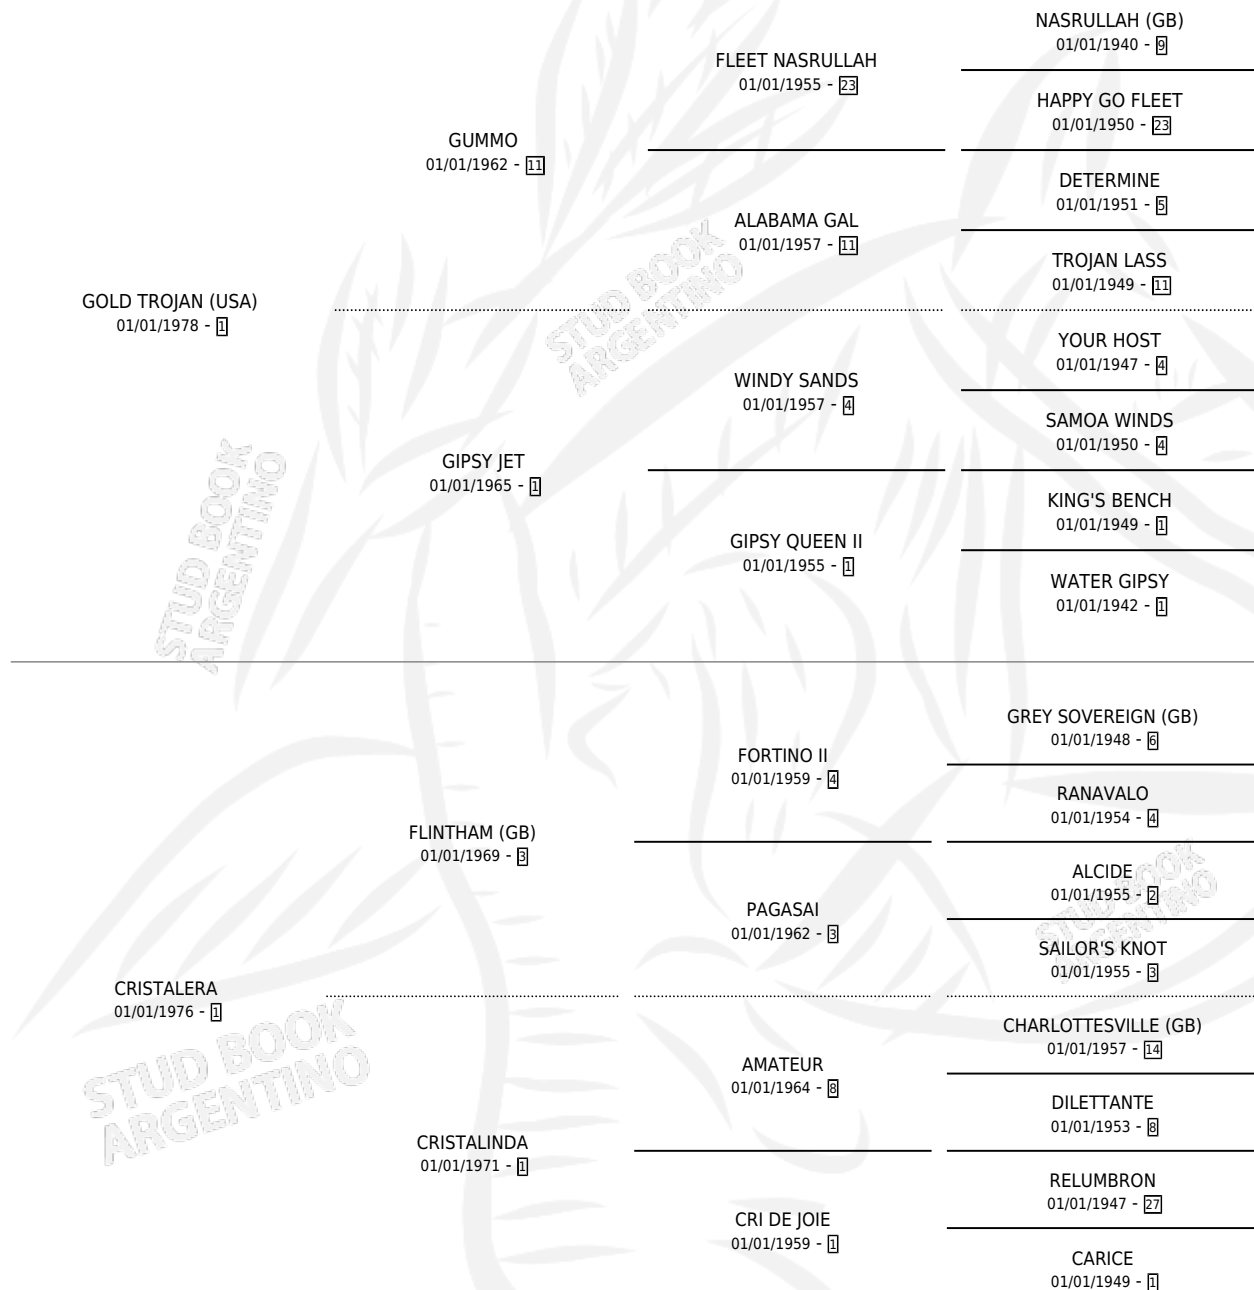 NASRULLAH (GB)
01/01/1940 - 9
FLEET NASRULLAH
01/01/1955 - 23
HAPPY GO FLEET
01/01/1950 - 23
GUMMO
01/01/1962 - 11
DETERMINE
01/01/1951 - 5
ALABAMA GAL
01/01/1957 - 11
TROJAN LASS
01/01/1949 - 11
GOLD TROJAN (USA)
01/01/1978 - 1
YOUR HOST
01/01/1947 - 4
WINDY SANDS
01/01/1957 - 4
SAMOA WINDS
01/01/1950 - 4
GIPSY JET
01/01/1965 - 1
KING'S BENCH
01/01/1949 - 1
GIPSY QUEEN II
01/01/1955 - 1
WATER GIPSY
01/01/1942 - 1
GREY SOVEREIGN (GB)
01/01/1948 - 6
FORTINO II
01/01/1959 - 4
RANAVALO
01/01/1954 - 4
FLINTHAM (GB)
01/01/1969 - 3
ALCIDE
01/01/1955 - 2
PAGASAI
01/01/1962 - 3
SAILOR'S KNOT
01/01/1955 - 3
CRISTALERA
01/01/1976 - 1
CHARLOTTESVILLE (GB)
01/01/1957 - 14
AMATEUR
01/01/1964 - 8
DILETTANTE
01/01/1953 - 8
CRISTALINDA
01/01/1971 - 1
RELUMBRON
01/01/1947 - 27
CRI DE JOIE
01/01/1959 - 1
CARICE
01/01/1949 - 1
STUD BOOK
ARGENTINO
STUD BOOK
ARGENTINO
STUD BOOK
ARGENTINO
STUD BOOK
ARGENTINO